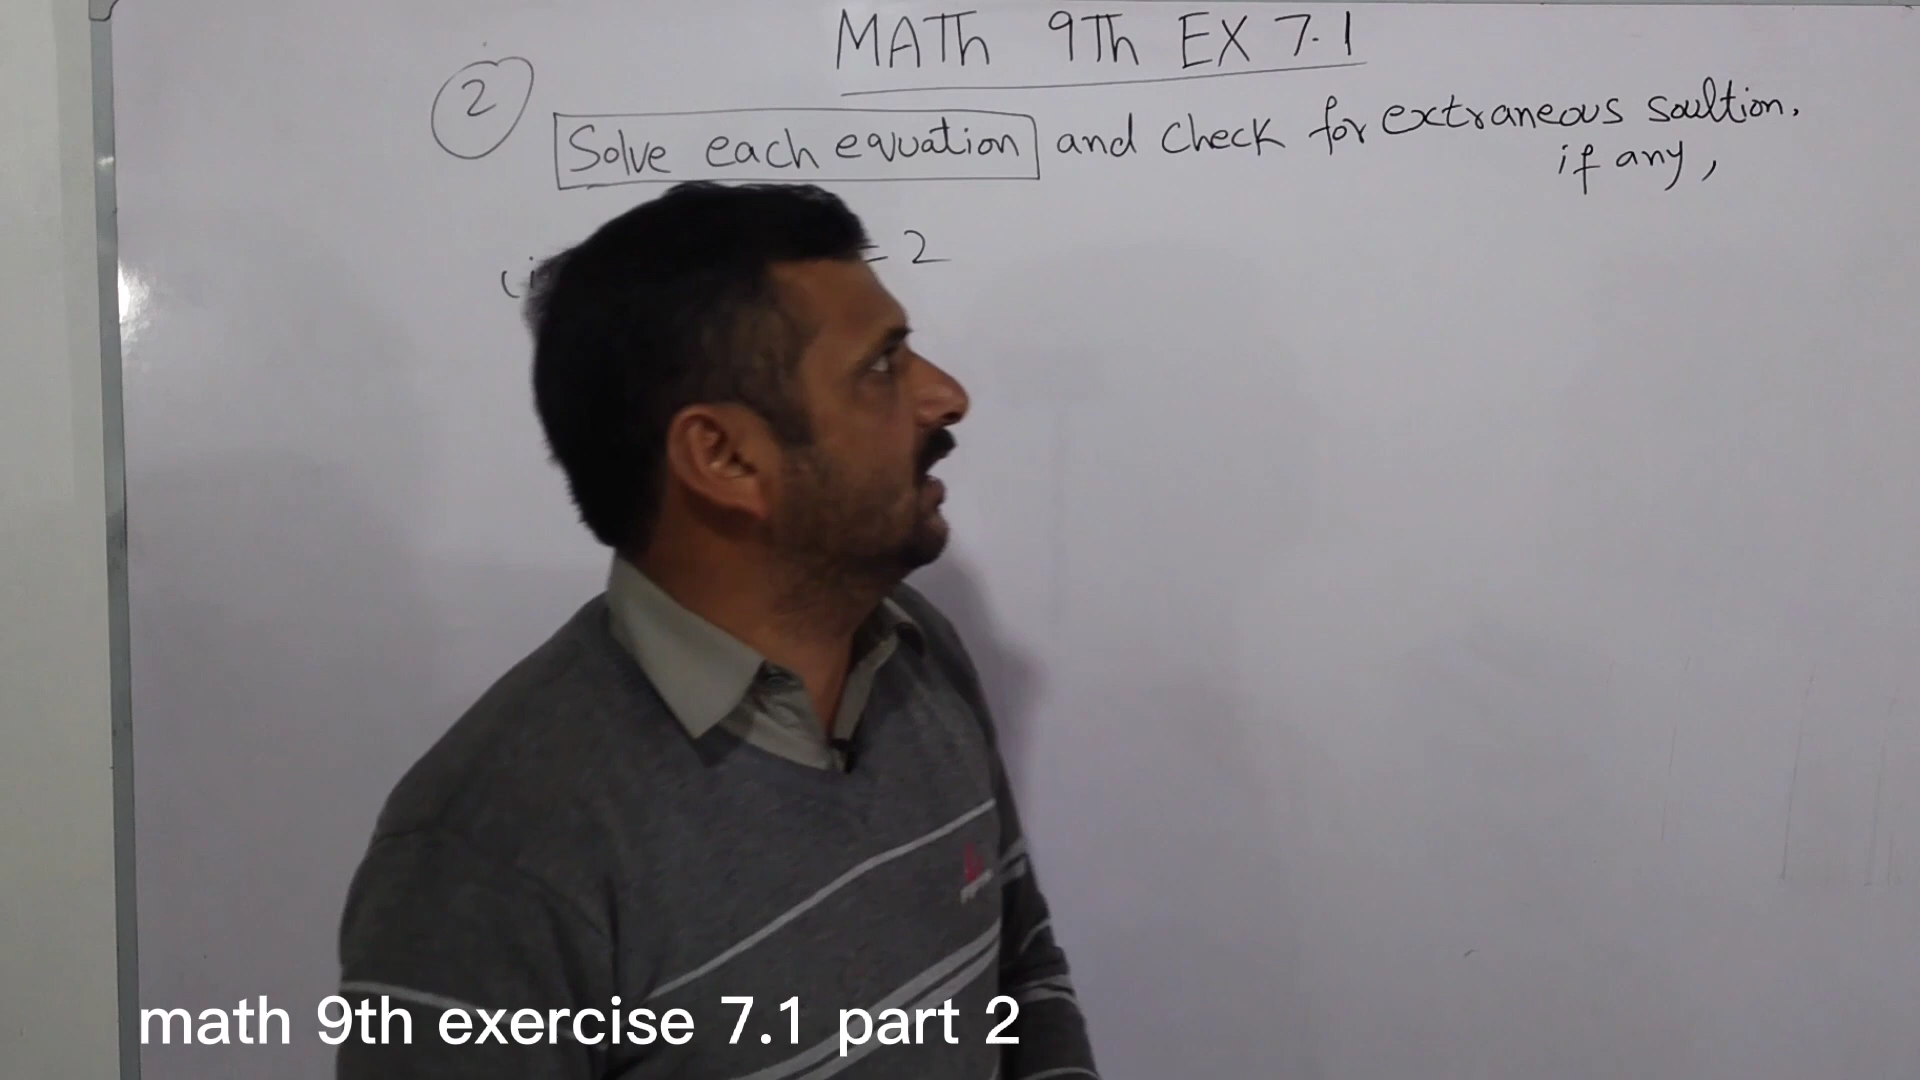 MATH 9Th EX 7.1
2
Solve each equation and Check for extraneous soultion.
if any,
= 2
math 9th exercise 7.1 part 2